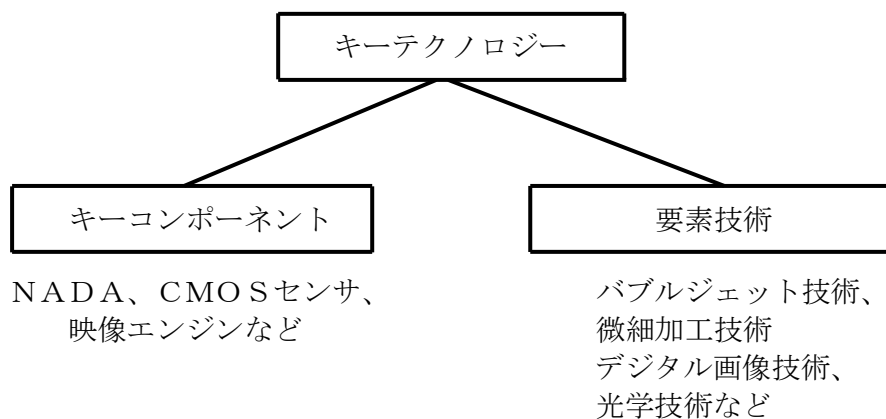 キーテクノロジー
キーコンポーネント
要素技術
ＮＡＤＡ、ＣＭＯＳセンサ、
映像エンジンなど
バブルジェット技術、
微細加工技術
デジタル画像技術、
光学技術など